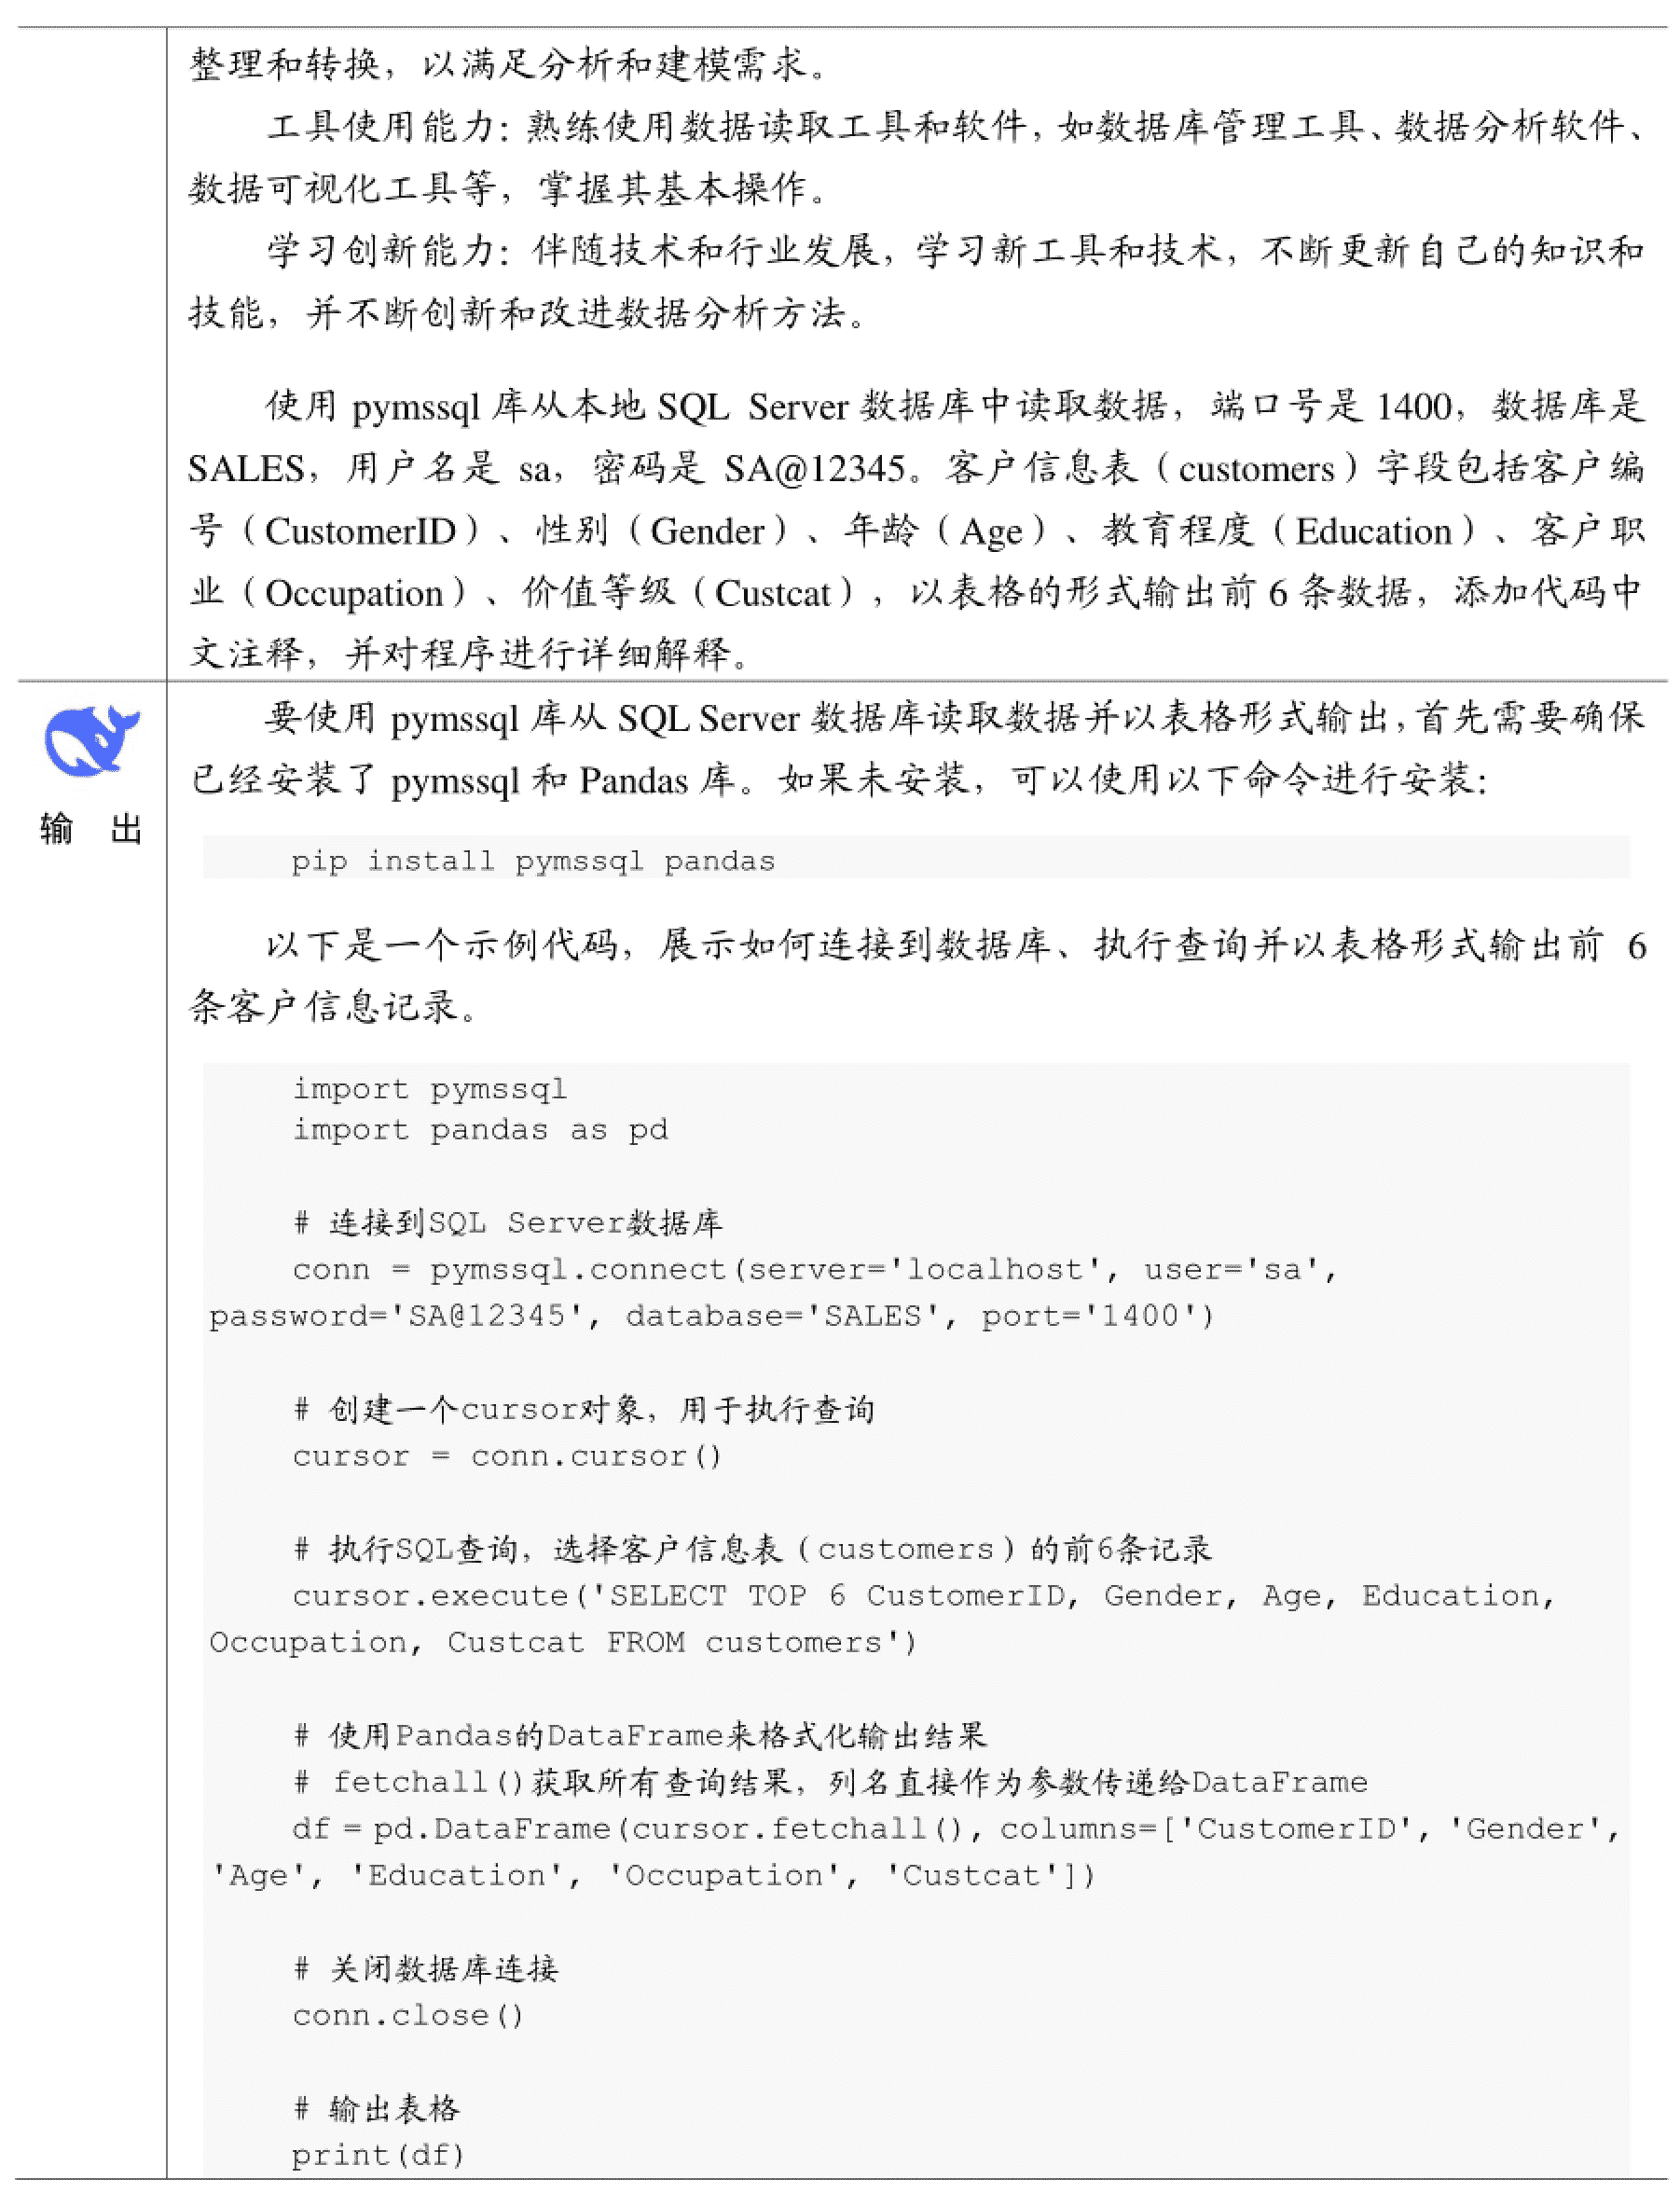 整理和转换，以满足分析和建模需求。
工具使用能力：熟练使用数据读取工具和软件，如数据库管理工具、数据分析软件、
数据可视化工具等，掌握其基本操作。
学习创新能力：伴随技术和行业发展，学习新工具和技术，不断更新自己的知识和
技能，并不断创新和改进数据分析方法。
使用 pymssql 库从本地 SQL Server 数据库中读取数据，端口号是 1400，数据库是
SALES，用户名是 sa，密码是 SA@12345。客户信息表（customers）字段包括客户编
号（CustomerID）、性别（Gender）、年龄（Age）、教育程度（Education）、客户职
业（Occupation）、价值等级（Custcat），以表格的形式输出前 6 条数据，添加代码中
文注释，并对程序进行详细解释。
输 出
要使用 pymssql 库从 SQL Server 数据库读取数据并以表格形式输出，首先需要确保
已经安装了 pymssql 和 Pandas 库。如果未安装，可以使用以下命令进行安装：
pip install pymssql pandas
以下是一个示例代码，展示如何连接到数据库、执行查询并以表格形式输出前 6
条客户信息记录。
import pymssql
import pandas as pd
# 连接到SQL Server数据库
conn = pymssql.connect(server='localhost', user='sa',
password='SA@12345', database='SALES', port='1400')
# 创建一个cursor对象，用于执行查询
cursor = conn.cursor()
# 执行SQL查询，选择客户信息表（customers）的前6条记录
cursor.execute('SELECT TOP 6 CustomerID, Gender, Age, Education,
Occupation, Custcat FROM customers')
# 使用Pandas的DataFrame来格式化输出结果
# fetchall()获取所有查询结果，列名直接作为参数传递给DataFrame
df = pd.DataFrame(cursor.fetchall(), columns=['CustomerID', 'Gender',
'Age', 'Education', 'Occupation', 'Custcat'])
# 关闭数据库连接
conn.close()
# 输出表格
print(df)